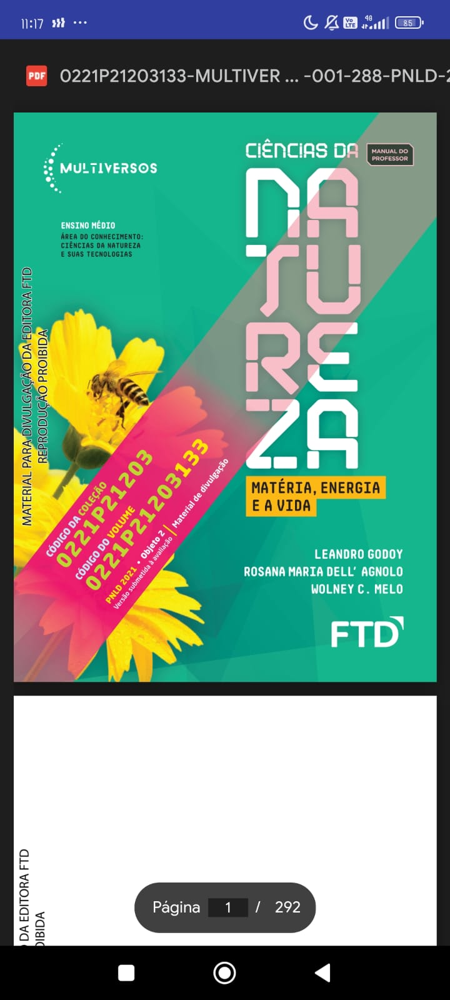 11:17
Vo
LTE
4G
85
PDF
0221P21203133-MULTIVER ... -001-288-PNLD-2
MULTIVERSOS
CIÊNCIAS DA
MANUAL DO
PROFESSOR
NA
TU
RE
ZA
ENSINO MÉDIO
ÁREA DO CONHECIMENTO:
CIÊNCIAS DA NATUREZA
E SUAS TECNOLOGIAS
MATERIAL PARA DIVULGAÇÃO DA EDITORA FTD
REPRODUÇÃO PROIBIDA
CÓDIGO DA COLEÇÃO
0221P21203
CÓDIGO DO VOLUME
0221P21203133
PNLD 2021 • Objeto 2 | Material de divulgação
Versão submetida à avaliação
MATÉRIA, ENERGIA
E A VIDA
LEANDRO GODOY
ROSANA MARIA DELL' AGNOLO
WOLNEY C. MELO
FTD
DA EDITORA FTD
OIBIDA
Página 1 / 292